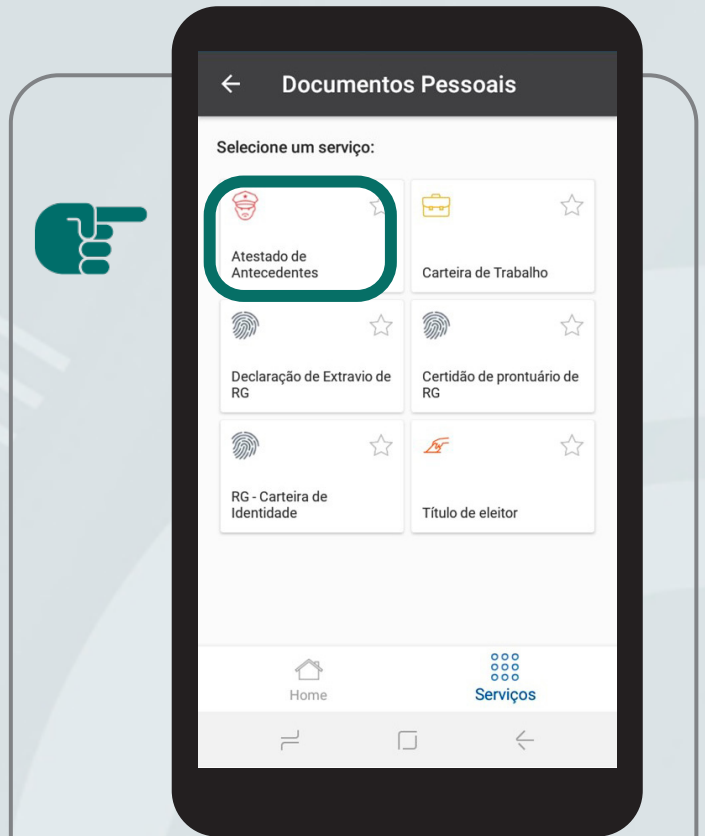 Documentos Pessoais
Selecione um serviço:
Atestado de
Antecedentes
Carteira de Trabalho
Declaração de Extravio de
RG
Certidão de prontuário de
RG
RG - Carteira de
Identidade
Título de eleitor
Home
Serviços